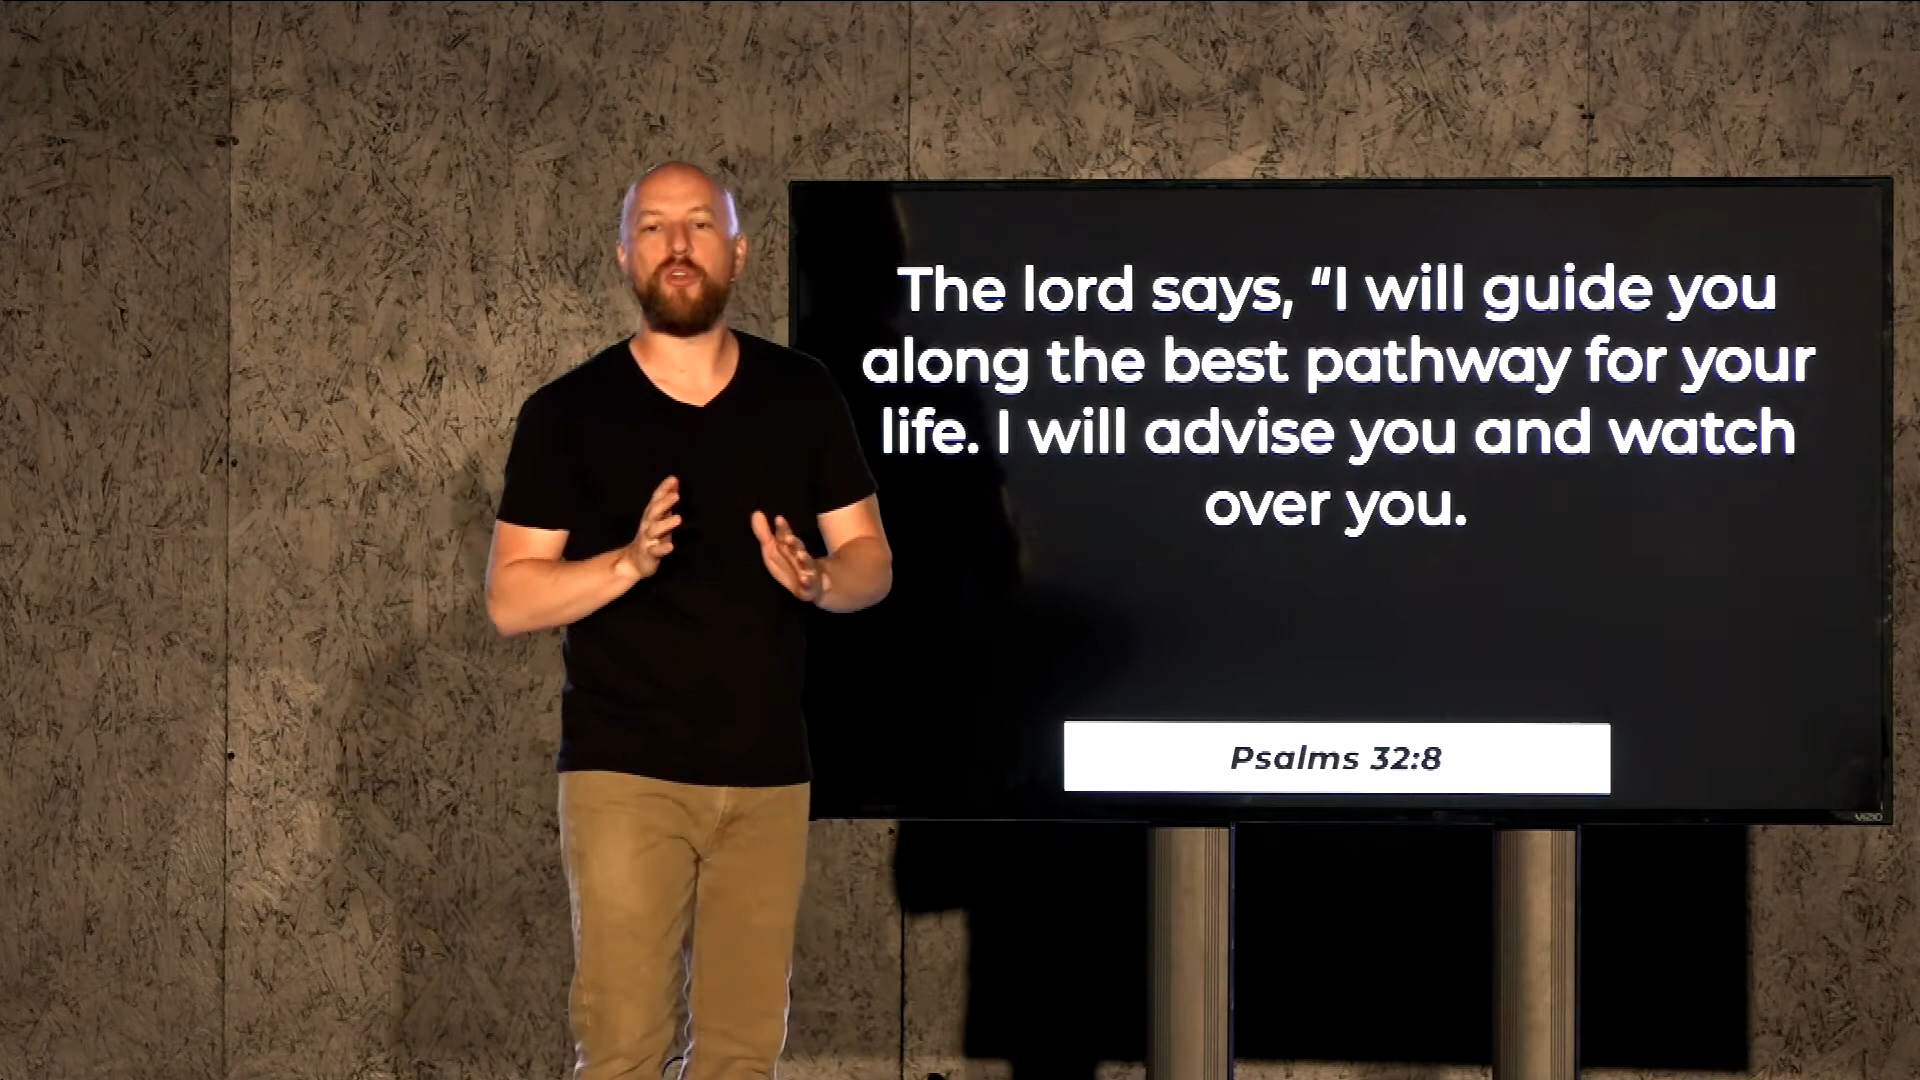 The lord says, “I will guide you
along the best pathway for your
life. I will advise you and watch
over you.
Psalms 32:8
VIZIO